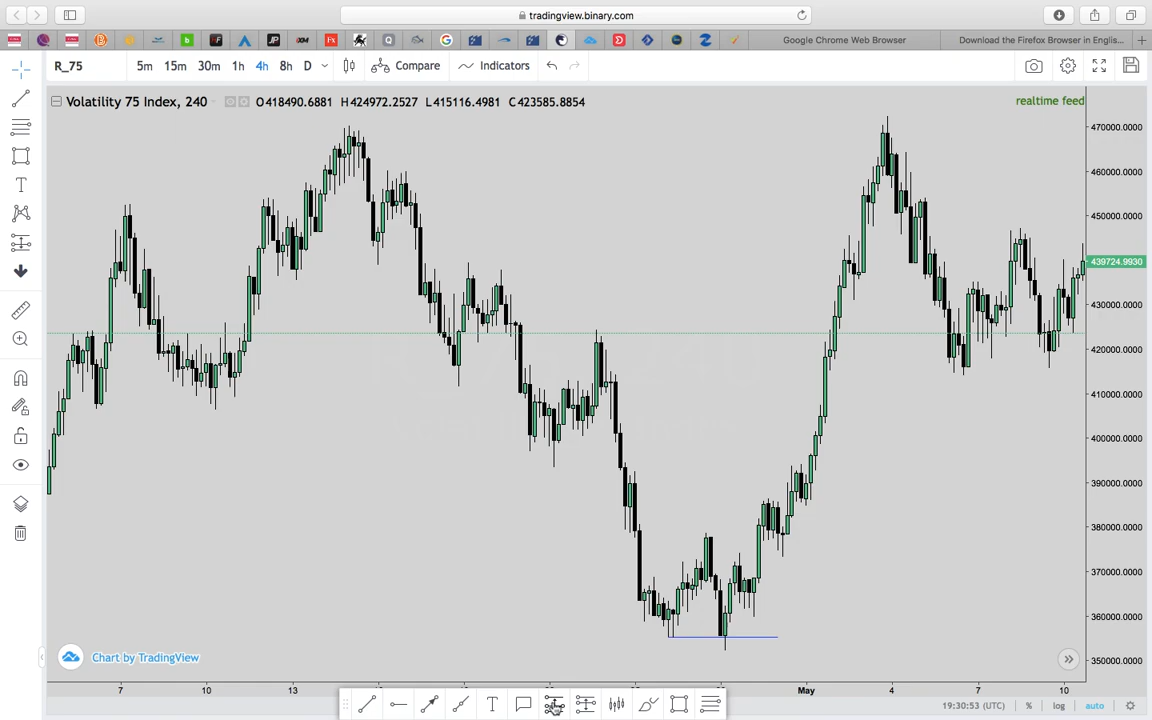 tradingview.binary.com
Google Chrome Web Browser
Download the Firefox Browser in Englis...
R_75
5m 15m 30m 1h 4h 8h D
Compare
Indicators
Volatility 75 Index, 240
O418490.6881 H424972.2527 L415116.4981 C423585.8854
realtime feed
470000.0000
460000.0000
450000.0000
439724.9930
430000.0000
420000.0000
410000.0000
400000.0000
390000.0000
380000.0000
370000.0000
360000.0000
350000.0000
Chart by TradingView
7 10 13 May 4 7 10
19:30:53 (UTC) % log auto